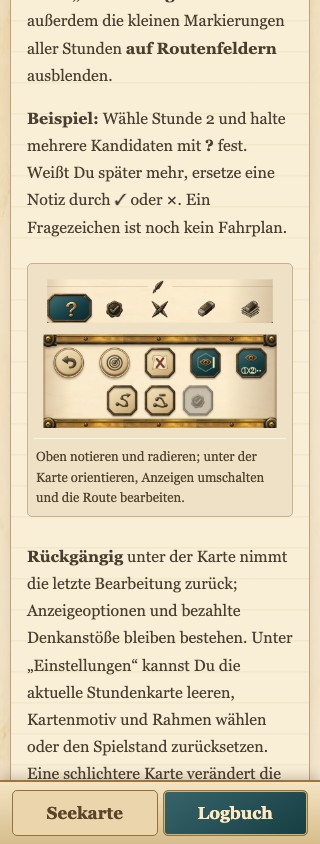 außerdem die kleinen Markierungen
aller Stunden auf Routenfeldern
ausblenden.
Beispiel: Wähle Stunde 2 und halte
mehrere Kandidaten mit ? fest.
Weißt Du später mehr, ersetze eine
Notiz durch ✓ oder ×. Ein
Fragezeichen ist noch kein Fahrplan.
?
Oben notieren und radieren; unter der
Karte orientieren, Anzeigen umschalten
und die Route bearbeiten.
Rückgängig unter der Karte nimmt
die letzte Bearbeitung zurück;
Anzeigeoptionen und bezahlte
Denkanstöße bleiben bestehen. Unter
„Einstellungen“ kannst Du die
aktuelle Stundenkarte leeren,
Kartenmotiv und Rahmen wählen
oder den Spielstand zurücksetzen.
Eine schlichtere Karte verändert die
Seekarte
Logbuch